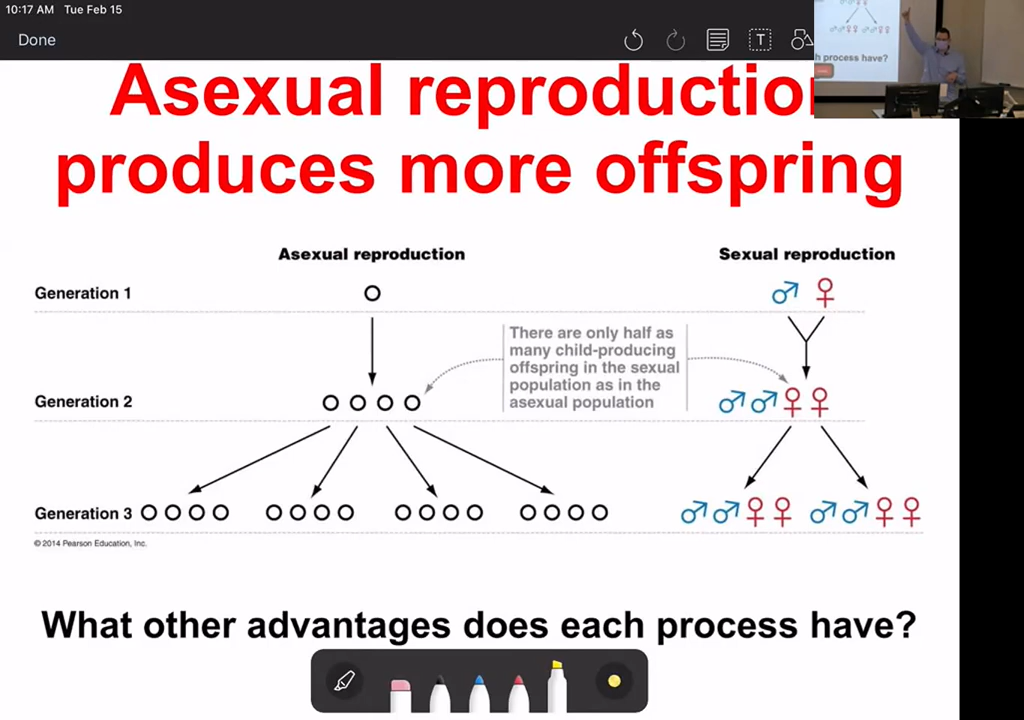 10:17 AM Tue Feb 15
Done
T
Asexual reproductio
produces more offspring
h process have?
Asexual reproduction
Sexual reproduction
Generation 1
There are only half as
many child-producing
offspring in the sexual
population as in the
asexual population
Generation 2
Generation 3
© 2014 Pearson Education, Inc.
What other advantages does each process have?